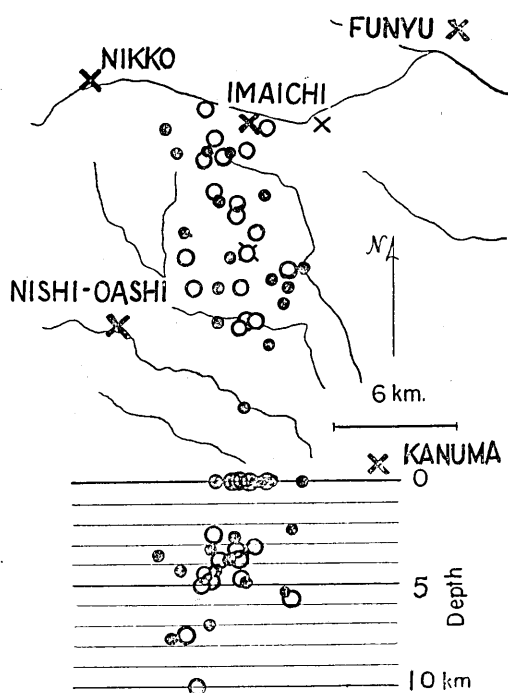 FUNYU
NIKKO
IMAICHI
N
NISHI-OASHI
6 km.
KANUMA
0
5
Depth
10 km